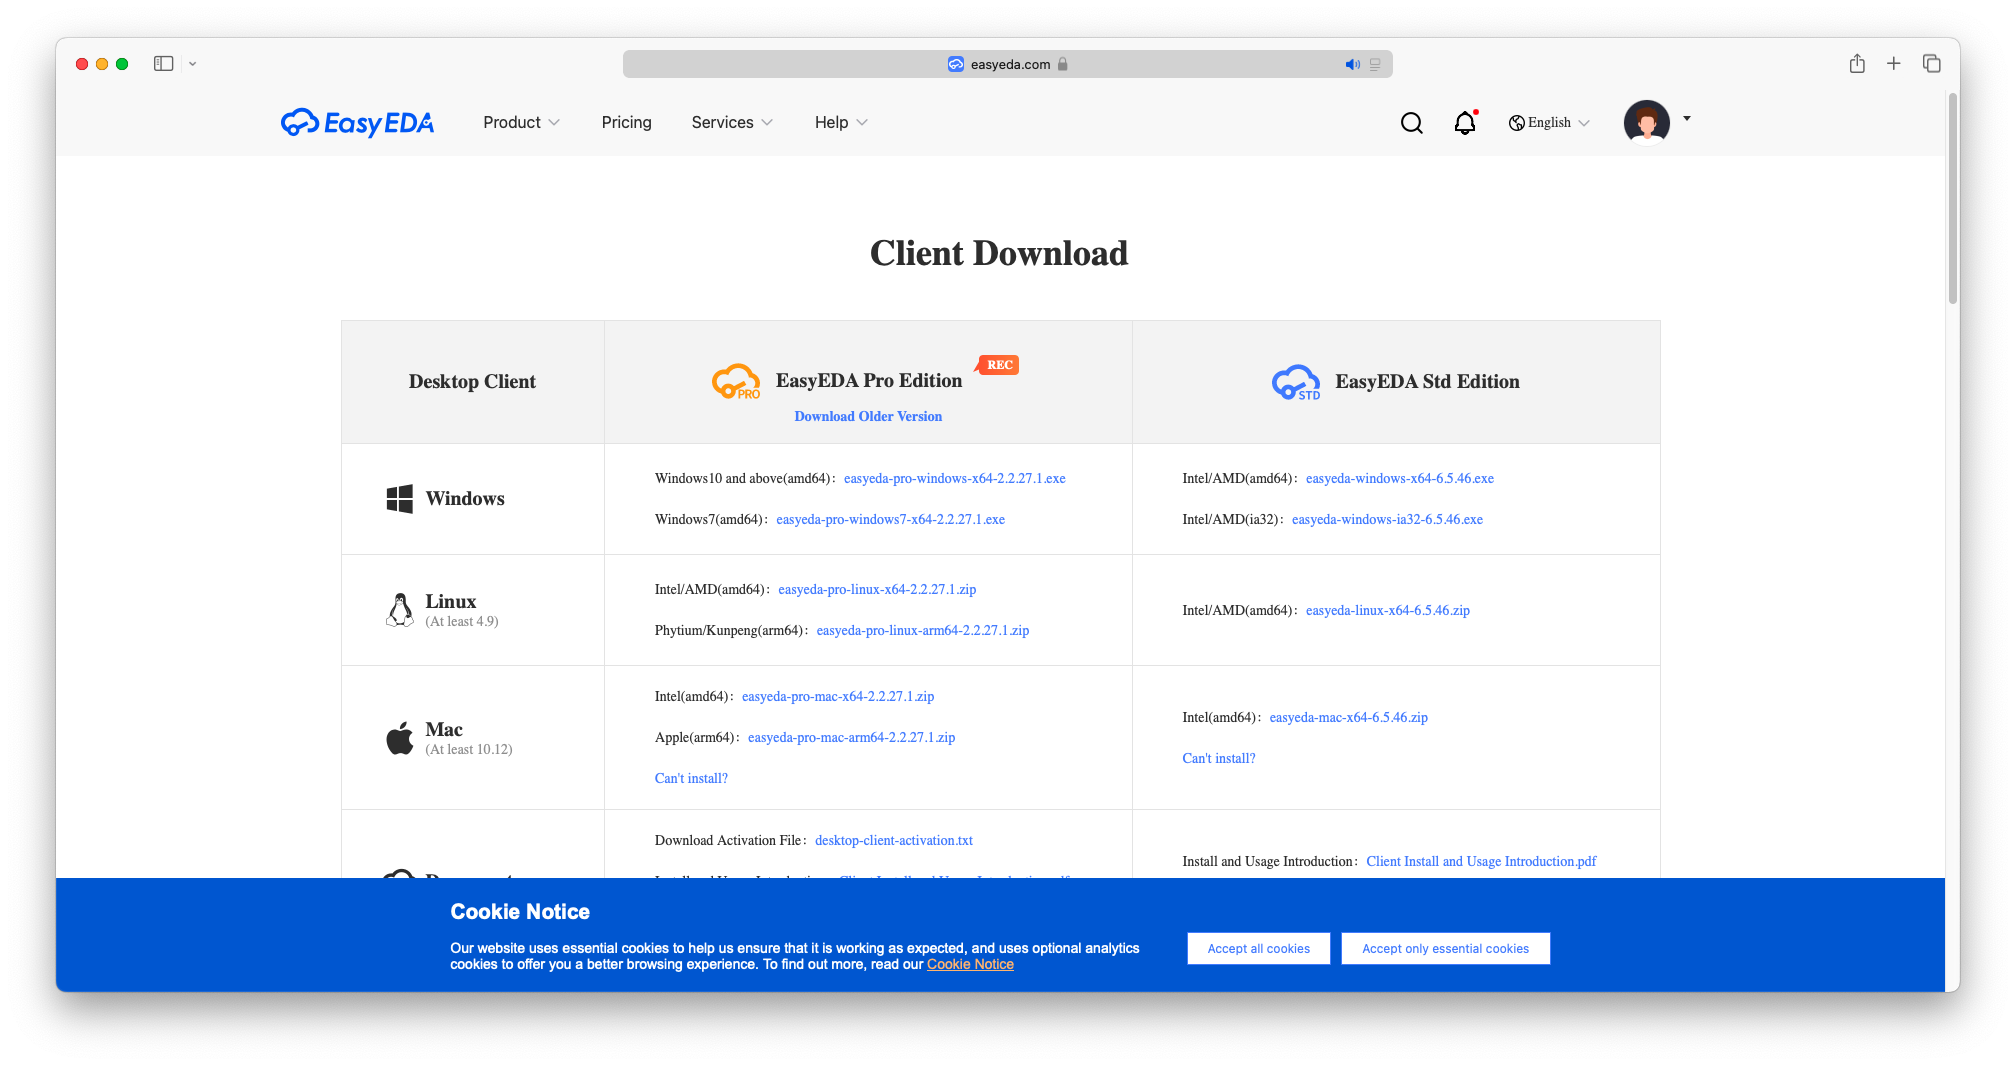 easyeda.com
EasyEDA Product Pricing Services Help English
Client Download
Desktop Client
PRO EasyEDA Pro Edition REC
Download Older Version
STD EasyEDA Std Edition
Windows
Windows10 and above(amd64): easyeda-pro-windows-x64-2.2.27.1.exe
Windows7(amd64): easyeda-pro-windows7-x64-2.2.27.1.exe
Intel/AMD(amd64): easyeda-windows-x64-6.5.46.exe
Intel/AMD(ia32): easyeda-windows-ia32-6.5.46.exe
Linux
(At least 4.9)
Intel/AMD(amd64): easyeda-pro-linux-x64-2.2.27.1.zip
Phytium/Kunpeng(arm64): easyeda-pro-linux-arm64-2.2.27.1.zip
Intel/AMD(amd64): easyeda-linux-x64-6.5.46.zip
Mac
(At least 10.12)
Intel(amd64): easyeda-pro-mac-x64-2.2.27.1.zip
Apple(arm64): easyeda-pro-mac-arm64-2.2.27.1.zip
Can't install?
Intel(amd64): easyeda-mac-x64-6.5.46.zip
Can't install?
Download Activation File: desktop-client-activation.txt
Install and Usage Introduction: Client Install and Usage Introduction.pdf
Cookie Notice
Our website uses essential cookies to help us ensure that it is working as expected, and uses optional analytics
cookies to offer you a better browsing experience. To find out more, read our Cookie Notice
Accept all cookies
Accept only essential cookies